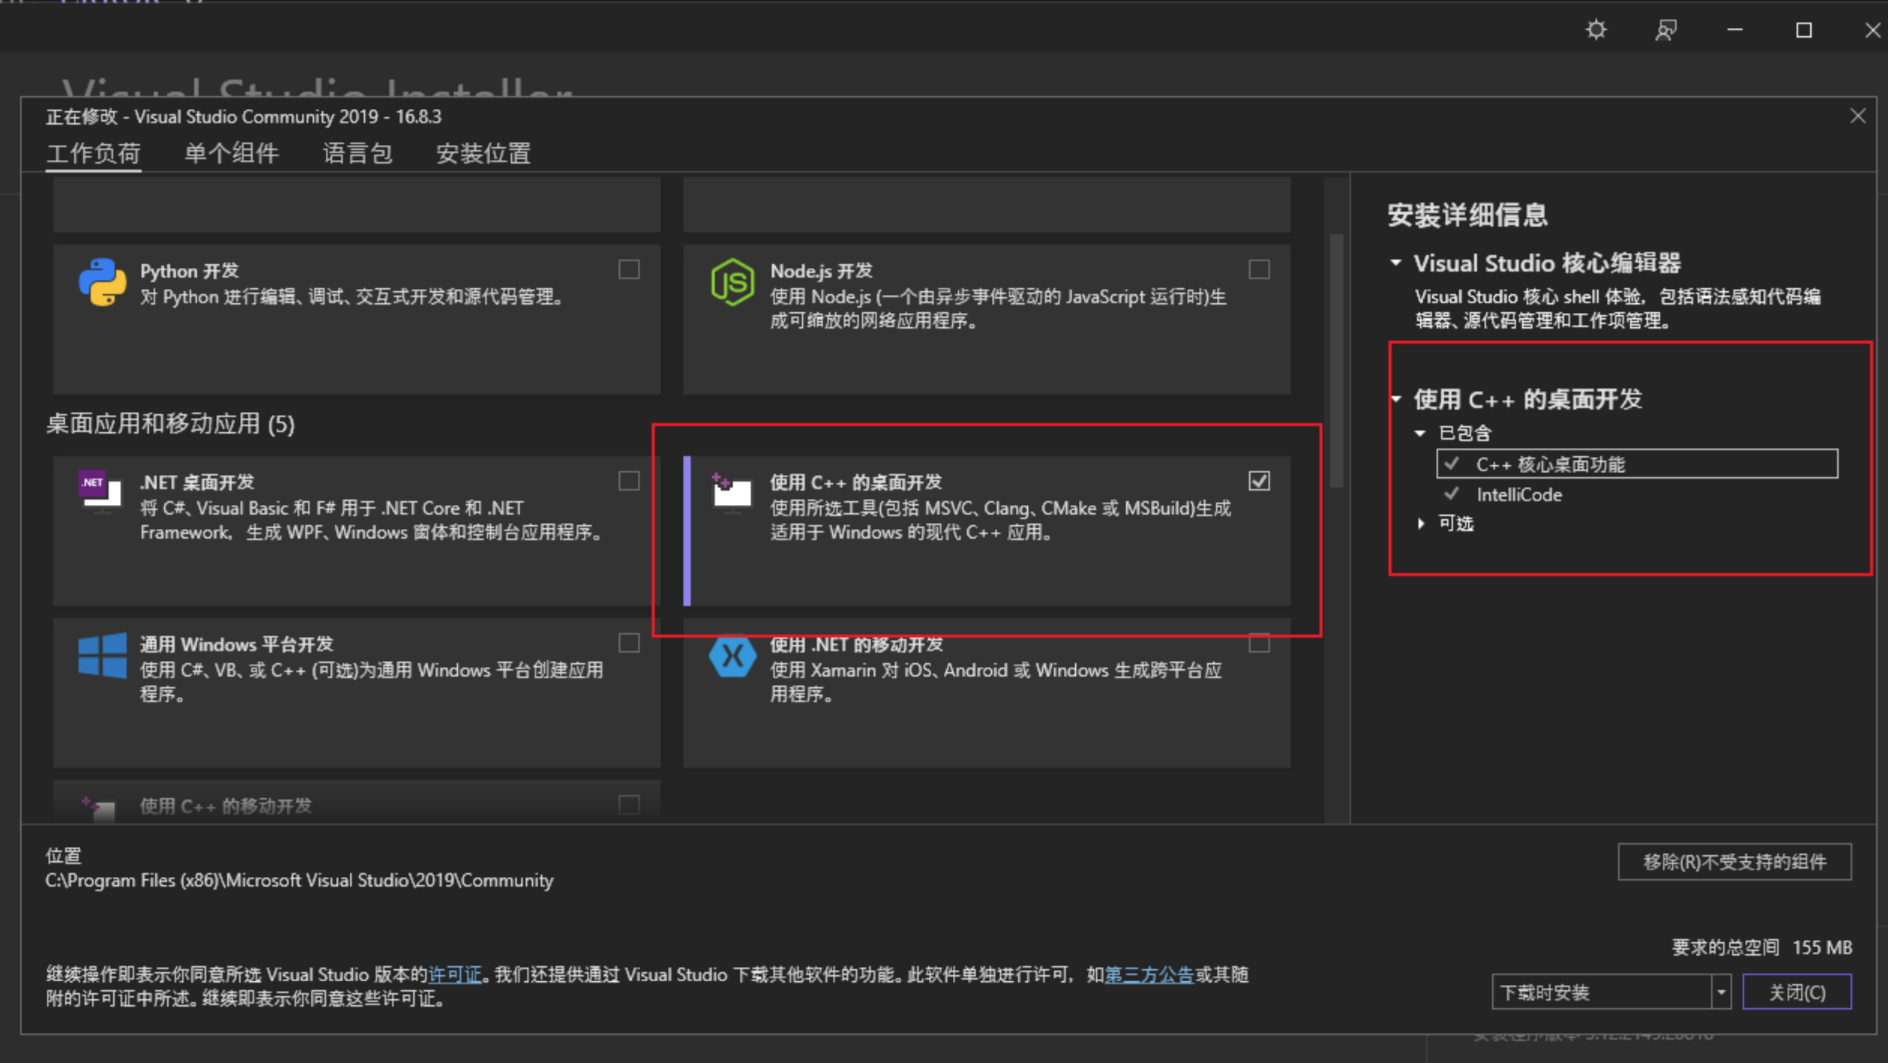 Visual Studio Installer
正在修改 - Visual Studio Community 2019 - 16.8.3
工作负荷 单个组件 语言包 安装位置
Python 开发
对 Python 进行编辑、调试、交互式开发和源代码管理。
Node.js 开发
使用 Node.js (一个由异步事件驱动的 JavaScript 运行时)生
成可缩放的网络应用程序。
桌面应用和移动应用 (5)
.NET
.NET 桌面开发
将 C#、Visual Basic 和 F# 用于 .NET Core 和 .NET
Framework，生成 WPF、Windows 窗体和控制台应用程序。
使用 C++ 的桌面开发
使用所选工具(包括 MSVC、Clang、CMake 或 MSBuild)生成
适用于 Windows 的现代 C++ 应用。
通用 Windows 平台开发
使用 C#、VB、或 C++ (可选)为通用 Windows 平台创建应用
程序。
使用 .NET 的移动开发
使用 Xamarin 对 iOS、Android 或 Windows 生成跨平台应
用程序。
使用 C++ 的移动开发
安装详细信息
Visual Studio 核心编辑器
Visual Studio 核心 shell 体验，包括语法感知代码编
辑器、源代码管理和工作项管理。
使用 C++ 的桌面开发
已包含
C++ 核心桌面功能
IntelliCode
可选
位置
C:\Program Files (x86)\Microsoft Visual Studio\2019\Community
移除(R)不受支持的组件
要求的总空间 155 MB
继续操作即表示你同意所选 Visual Studio 版本的许可证。我们还提供通过 Visual Studio 下载其他软件的功能。此软件单独进行许可，如第三方公告或其随
附的许可证中所述。继续即表示你同意这些许可证。
下载时安装
关闭(C)